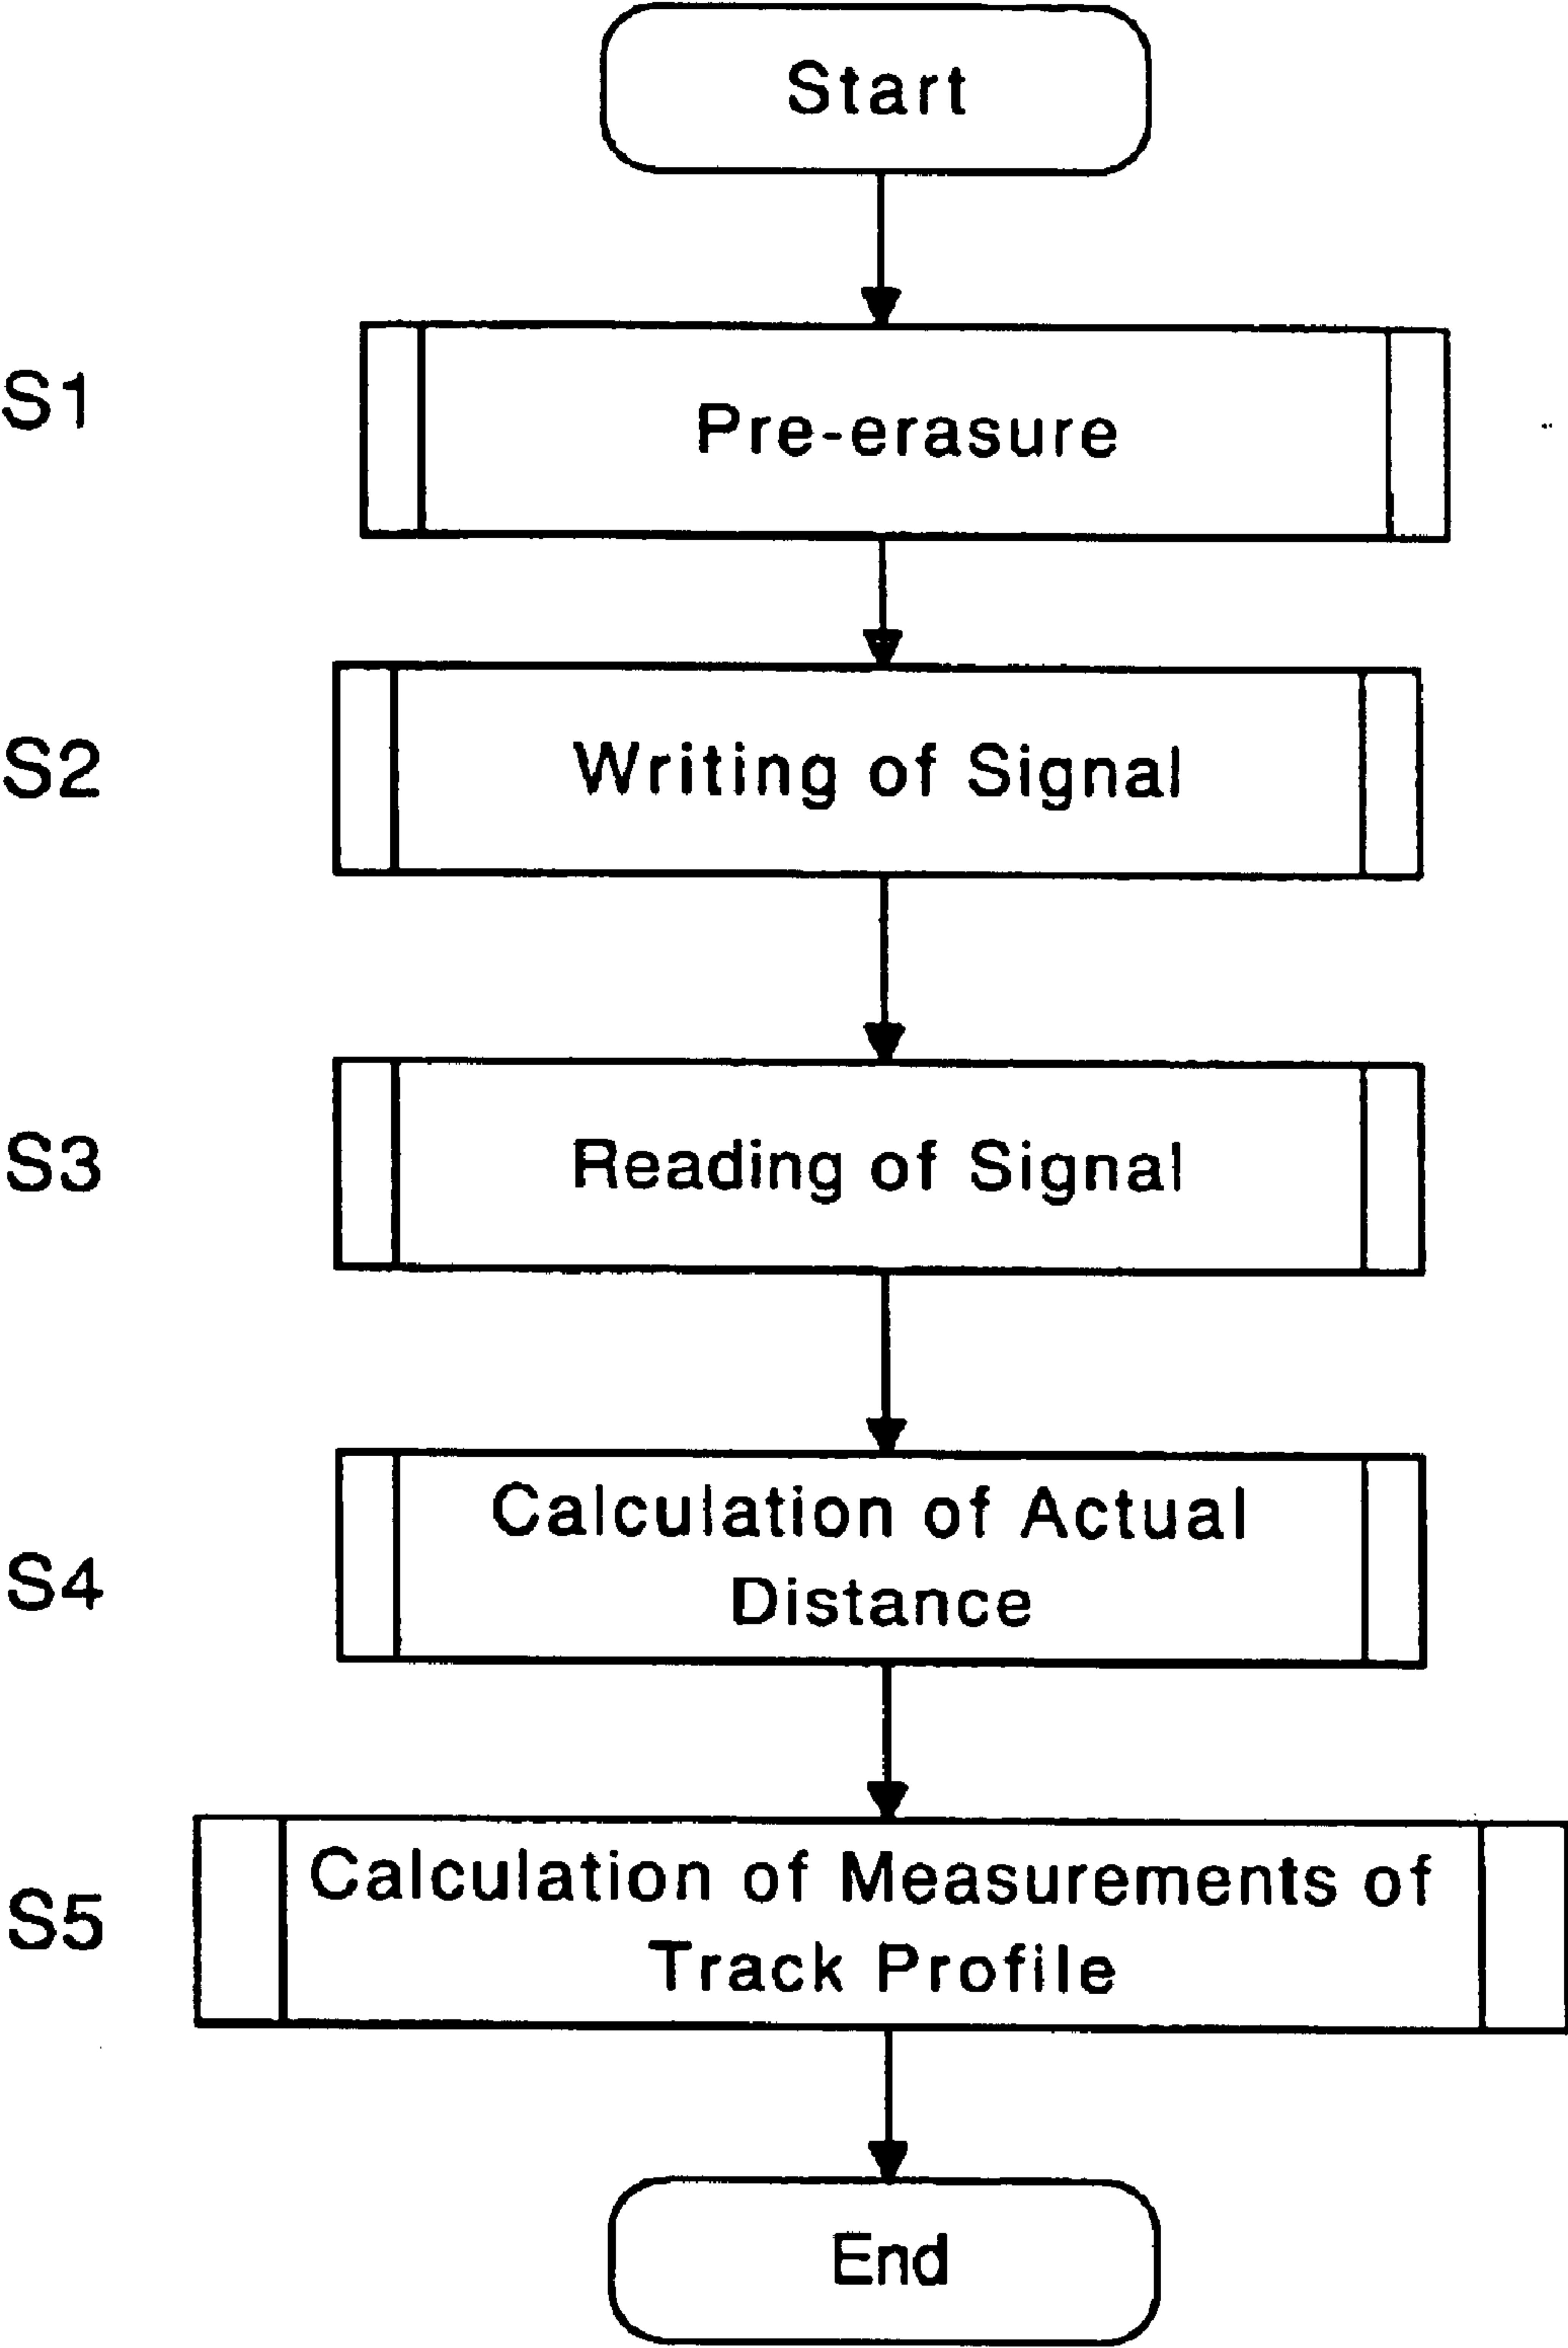 Start
S1
Pre-erasure
S2
Writing of Signal
S3
Reading of Signal
S4
Calculation of Actual
Distance
S5
Calculation of Measurements of
Track Profile
End